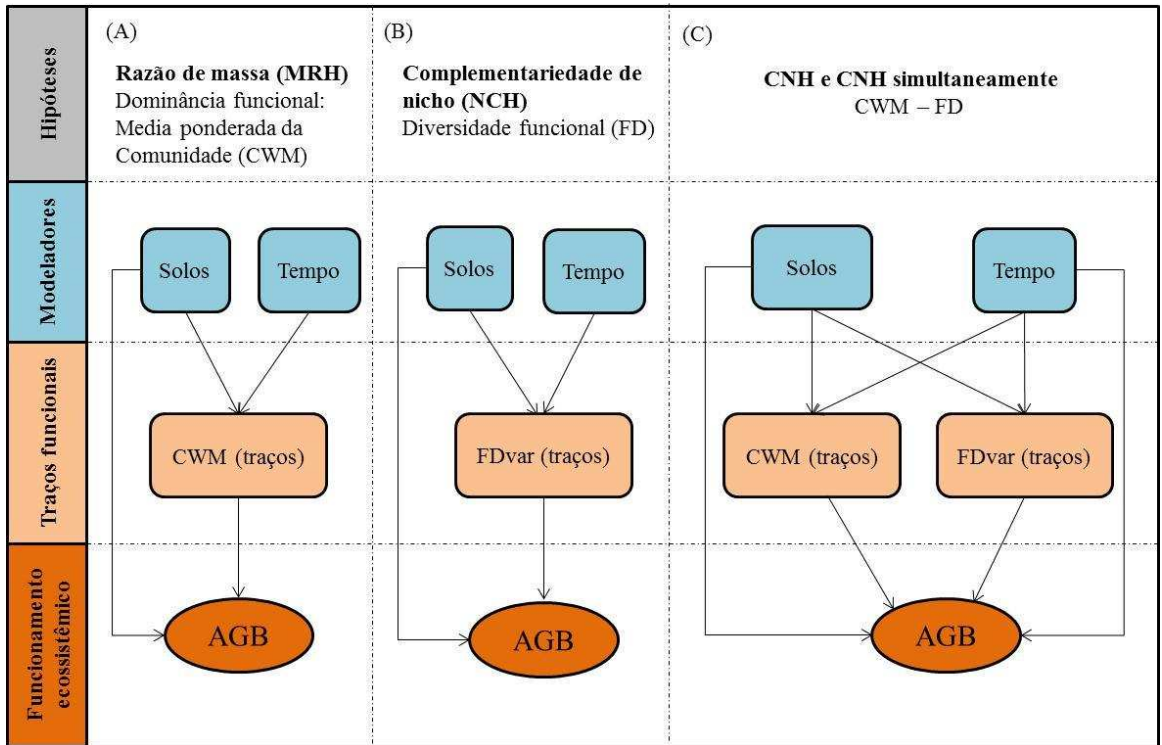 Hipóteses
(A)
Razão de massa (MRH)
Dominância funcional:
Media ponderada da
Comunidade (CWM)
(B)
Complementariedade de
nicho (NCH)
Diversidade funcional (FD)
(C)
CNH e CNH simultaneamente
CWM – FD
Modeladores
Solos
Tempo
Solos
Tempo
Solos
Tempo
Traços funcionais
CWM (traços)
FDvar (traços)
CWM (traços)
FDvar (traços)
Funcionamento
ecossistêmico
AGB
AGB
AGB